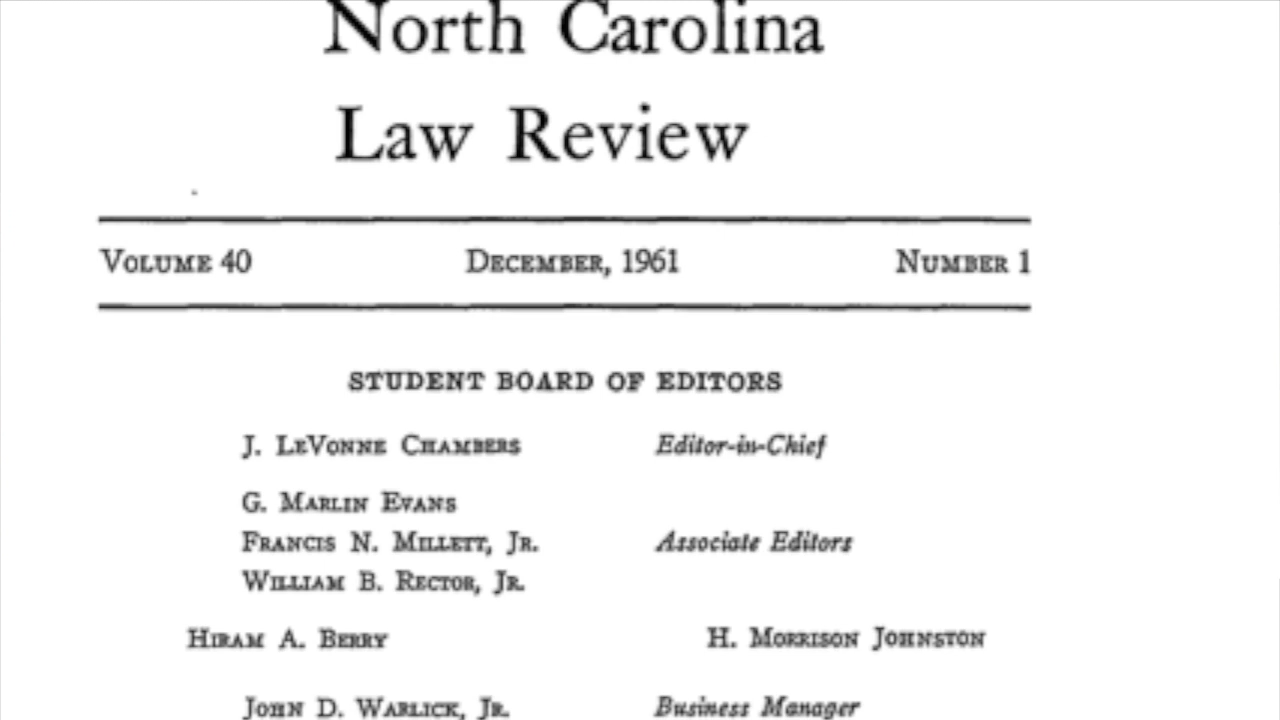 North Carolina
Law Review
VOLUME 40 DECEMBER, 1961 NUMBER 1
STUDENT BOARD OF EDITORS
J. LEVONNE CHAMBERS Editor-in-Chief
G. MARLIN EVANS
FRANCIS N. MILLETT, JR. Associate Editors
WILLIAM B. RECTOR, JR.
HIRAM A. BERRY H. MORRISON JOHNSTON
JOHN D. WARLICK, JR. Business Manager